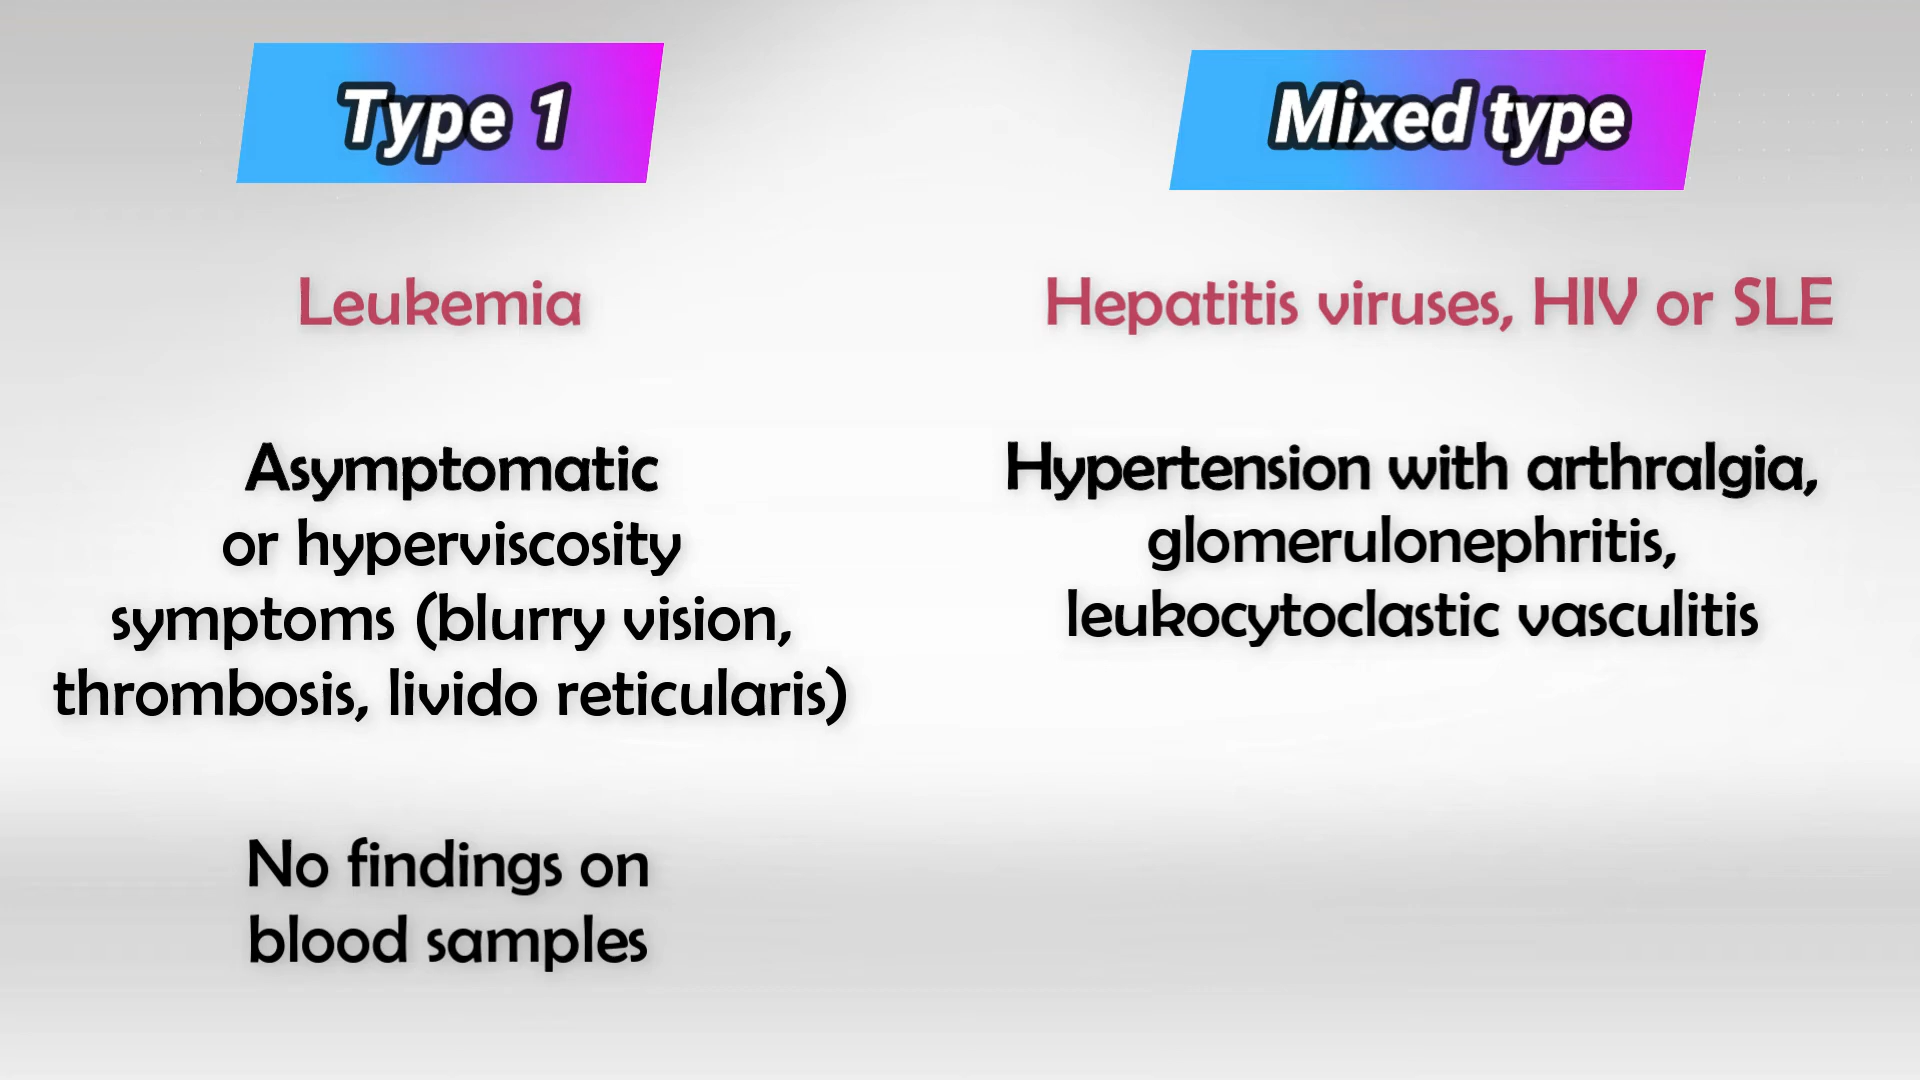 Type 1
Leukemia
Asymptomatic
or hyperviscosity
symptoms (blurry vision,
thrombosis, livido reticularis)
No findings on
blood samples
Mixed type
Hepatitis viruses, HIV or SLE
Hypertension with arthralgia,
glomerulonephritis,
leukocytoclastic vasculitis